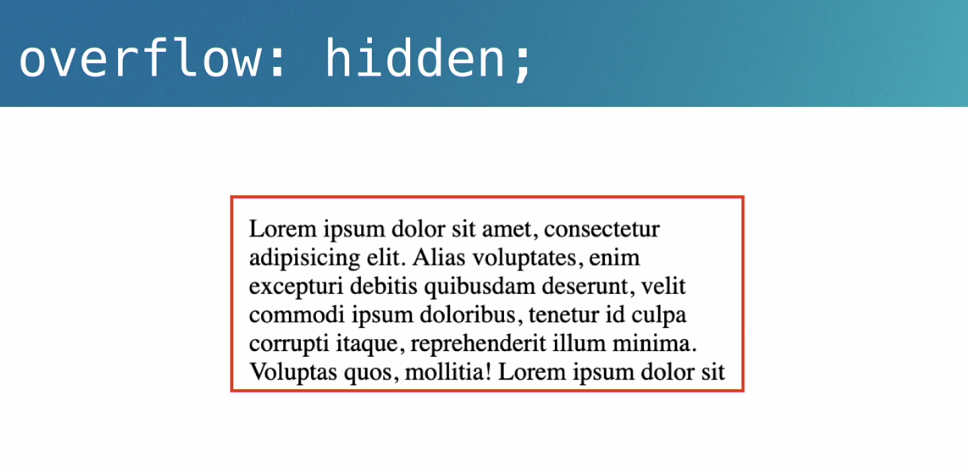 overflow: hidden;
Lorem ipsum dolor sit amet, consectetur
adipisicing elit. Alias voluptates, enim
excepturi debitis quibusdam deserunt, velit
commodi ipsum doloribus, tenetur id culpa
corrupti itaque, reprehenderit illum minima.
Voluptas quos, mollitia! Lorem ipsum dolor sit